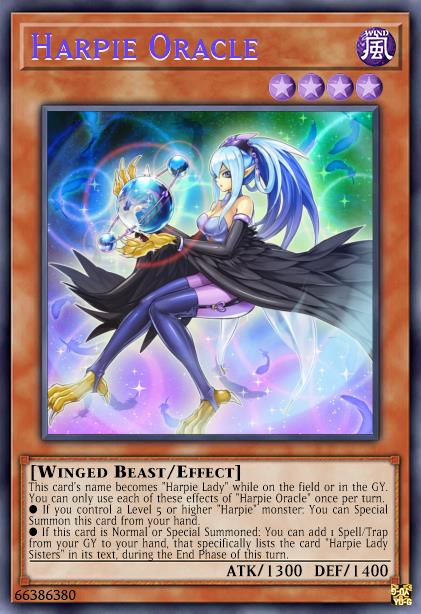 Harpie Oracle
WIND
風
[Winged Beast/Effect]
This card's name becomes "Harpie Lady" while on the field or in the GY.
You can only use each of these effects of "Harpie Oracle" once per turn.
● If you control a Level 5 or higher "Harpie" monster: You can Special
Summon this card from your hand.
● If this card is Normal or Special Summoned: You can add 1 Spell/Trap
from your GY to your hand, that specifically lists the card "Harpie Lady
Sisters" in its text, during the End Phase of this turn.
ATK/1300 DEF/1400
66386380